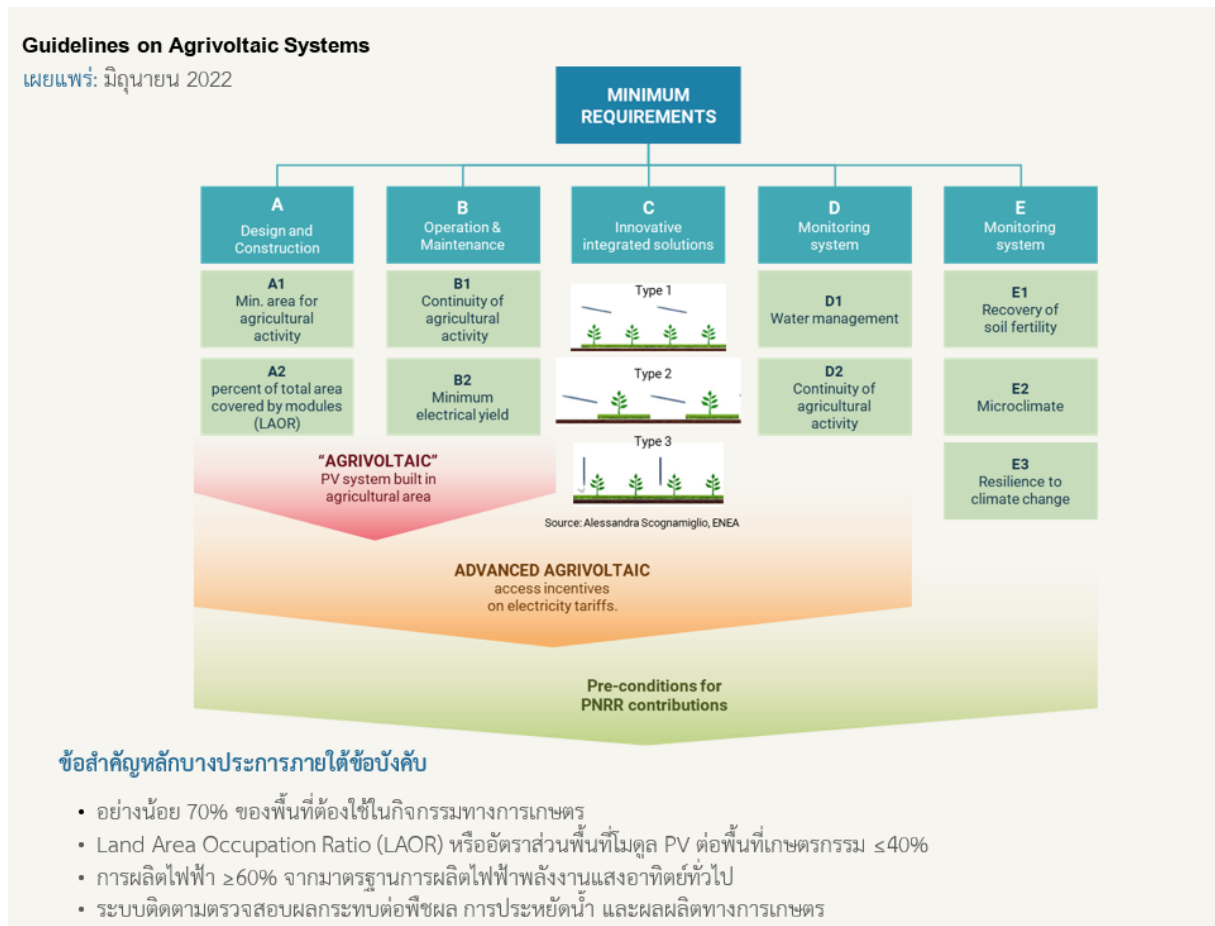 Guidelines on Agrivoltaic Systems
เผยแพร่: มิถุนายน 2022
MINIMUM
REQUIREMENTS
A
Design and
Construction
B
Operation &
Maintenance
C
Innovative
integrated solutions
D
Monitoring
system
E
Monitoring
system
A1
Min. area for
agricultural
activity
B1
Continuity of
agricultural
activity
Type 1
D1
Water management
E1
Recovery of
soil fertility
A2
percent of total area
covered by modules
(LAOR)
B2
Minimum
electrical yield
Type 2
D2
Continuity of
agricultural
activity
E2
Microclimate
Type 3
E3
Resilience to
climate change
Source: Alessandra Scognamiglio, ENEA
"AGRIVOLTAIC"
PV system built in
agricultural area
ADVANCED AGRIVOLTAIC
access incentives
on electricity tariffs.
Pre-conditions for
PNRR contributions
ข้อสำคัญหลักบางประการภายใต้ข้อบังคับ
• อย่างน้อย 70% ของพื้นที่ต้องใช้ในกิจกรรมทางการเกษตร
• Land Area Occupation Ratio (LAOR) หรืออัตราส่วนพื้นที่โมดูล PV ต่อพื้นที่เกษตรกรรม ≤40%
• การผลิตไฟฟ้า ≥60% จากมาตรฐานการผลิตไฟฟ้าพลังงานแสงอาทิตย์ทั่วไป
• ระบบติดตามตรวจสอบผลกระทบต่อพืชผล การประหยัดน้ำ และผลผลิตทางการเกษตร